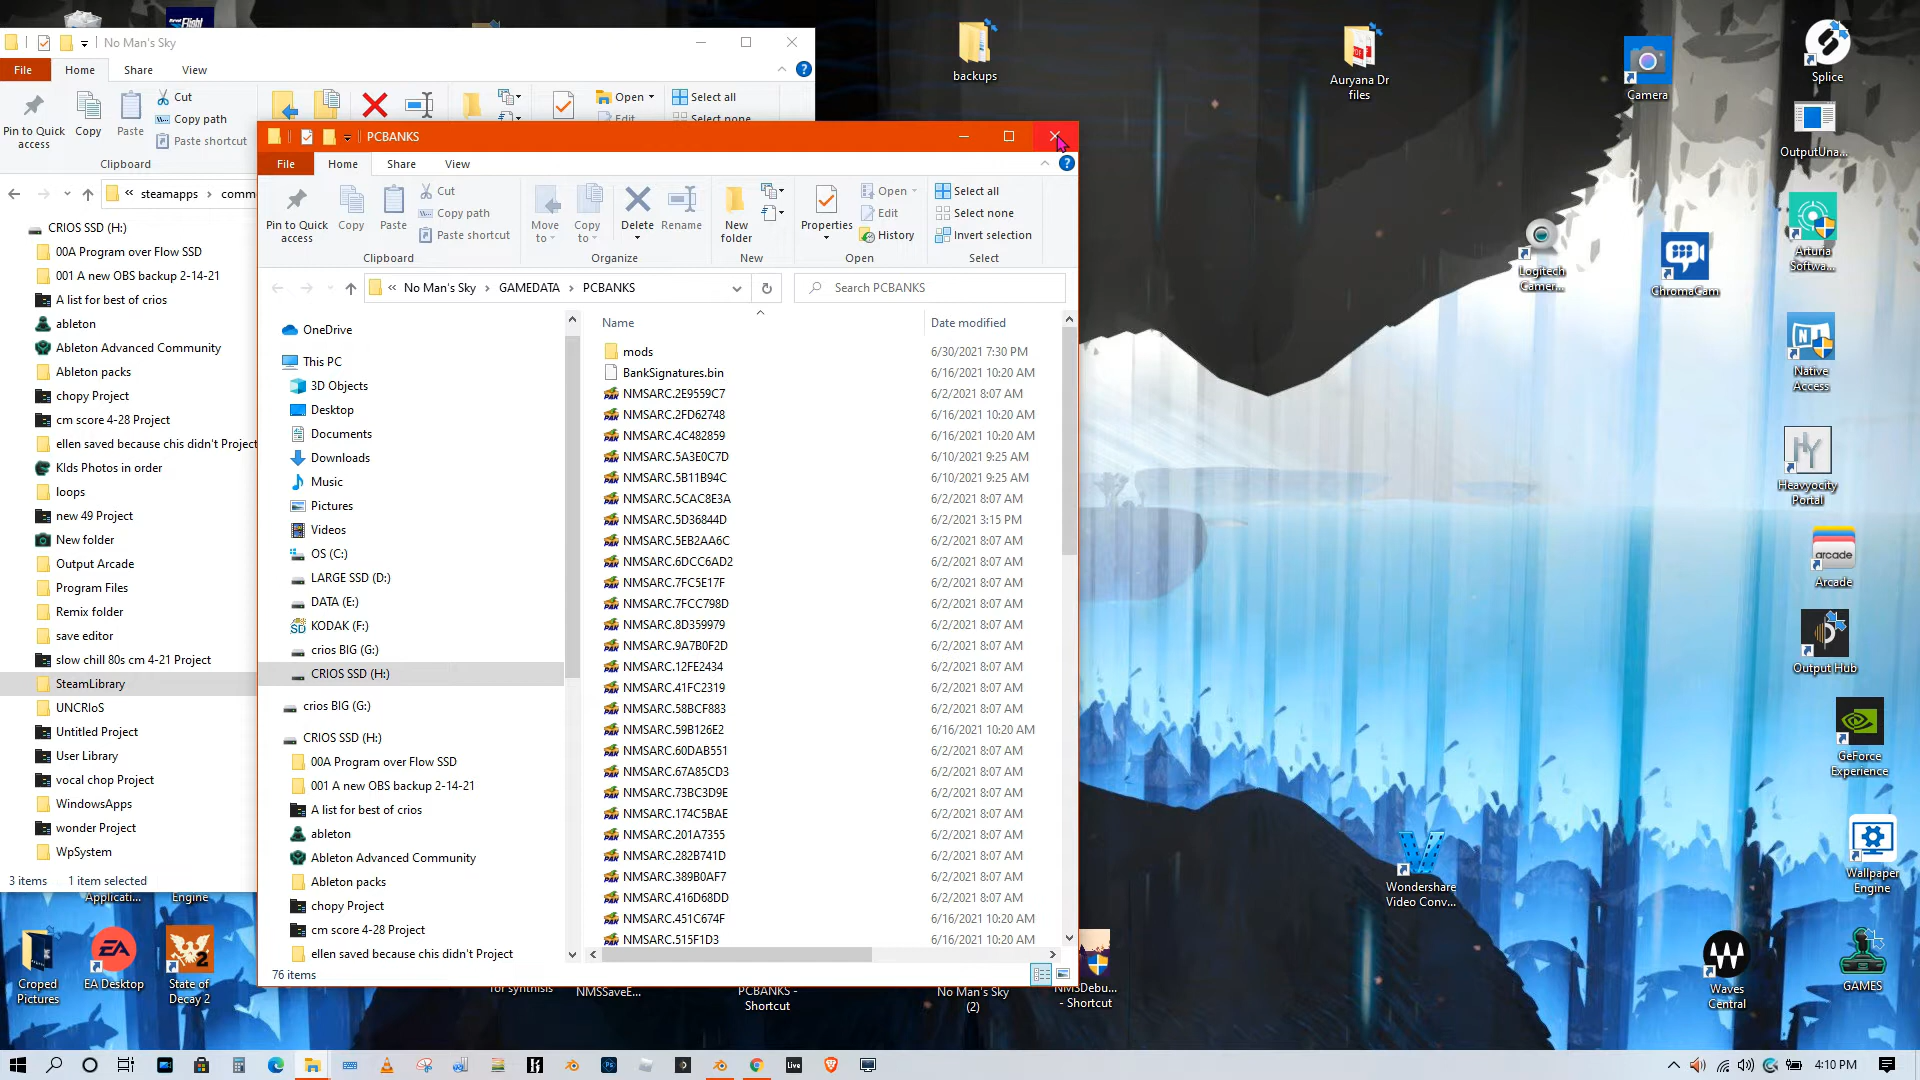 No Man's Sky
File
Home
Share
View
Pin to Quick access
Copy
Paste
Cut
Copy path
Paste shortcut
Clipboard
Open
Edit
Select all
Select none
steamapps
CRIOS SSD (H:)
00A Program over Flow SSD
001 A new OBS backup 2-14-21
A list for best of crios
ableton
Ableton Advanced Community
Ableton packs
chopy Project
cm score 4-28 Project
ellen saved because chis didn't Project
KIds Photos in order
loops
new 49 Project
New folder
Output Arcade
Program Files
Remix folder
save editor
slow chill 80s cm 4-21 Project
SteamLibrary
UNCRIoS
Untitled Project
User Library
vocal chop Project
WindowsApps
wonder Project
WpSystem
3 items
1 item selected
PCBANKS
File
Home
Share
View
Pin to Quick access
Copy
Paste
Cut
Copy path
Paste shortcut
Clipboard
Move to
Copy to
Delete
Rename
Organize
New folder
New
Properties
Open
Edit
History
Open
Select all
Select none
Invert selection
Select
No Man's Sky
GAMEDATA
PCBANKS
Search PCBANKS
OneDrive
This PC
3D Objects
Desktop
Documents
Downloads
Music
Pictures
Videos
OS (C:)
LARGE SSD (D:)
DATA (E:)
KODAK (F:)
crios BIG (G:)
CRIOS SSD (H:)
crios BIG (G:)
CRIOS SSD (H:)
00A Program over Flow SSD
001 A new OBS backup 2-14-21
A list for best of crios
ableton
Ableton Advanced Community
Ableton packs
chopy Project
cm score 4-28 Project
ellen saved because chis didn't Project
Name Date modified
mods 6/30/2021 7:30 PM
BankSignatures.bin 6/16/2021 10:20 AM
NMSARC.2E9559C7 6/2/2021 8:07 AM
NMSARC.2FD62748 6/16/2021 10:20 AM
NMSARC.4C482859 6/16/2021 10:20 AM
NMSARC.5A3E0C7D 6/10/2021 9:25 AM
NMSARC.5B11B94C 6/10/2021 9:25 AM
NMSARC.5CAC8E3A 6/2/2021 8:07 AM
NMSARC.5D36844D 6/2/2021 3:15 PM
NMSARC.5EB2AA6C 6/2/2021 8:07 AM
NMSARC.6DCC6AD2 6/2/2021 8:07 AM
NMSARC.7FC5E17F 6/2/2021 8:07 AM
NMSARC.7FCC798D 6/2/2021 8:07 AM
NMSARC.8D359979 6/2/2021 8:07 AM
NMSARC.9A7B0F2D 6/2/2021 8:07 AM
NMSARC.12FE2434 6/2/2021 8:07 AM
NMSARC.41FC2319 6/2/2021 8:07 AM
NMSARC.58BCF883 6/2/2021 8:07 AM
NMSARC.59B126E2 6/16/2021 10:20 AM
NMSARC.60DAB551 6/2/2021 8:07 AM
NMSARC.67A85CD3 6/2/2021 8:07 AM
NMSARC.73BC3D9E 6/2/2021 8:07 AM
NMSARC.174C5BAE 6/2/2021 8:07 AM
NMSARC.201A7355 6/2/2021 8:07 AM
NMSARC.282B741D 6/2/2021 8:07 AM
NMSARC.389B0AF7 6/2/2021 8:07 AM
NMSARC.416D68DD 6/2/2021 8:07 AM
NMSARC.451C674F 6/16/2021 10:20 AM
NMSARC.515F1D3 6/16/2021 10:20 AM
76 items
backups
Auryana Dr files
Camera
Splice
OutputUna...
Logitech Camer...
ChromaCam
Arturia Softwa...
Native Access
Heavyocity Portal
arcade
Arcade
Output Hub
GeForce Experience
Wondershare Video Conv...
Wallpaper Engine
Waves Central
GAMES
Applicati...
Engine
Croped Pictures
EA Desktop
State of Decay 2
for synthisis
NMSSaveE...
PCBANKS - Shortcut
No Man's Sky (2)
NMSDebu... - Shortcut
4:10 PM